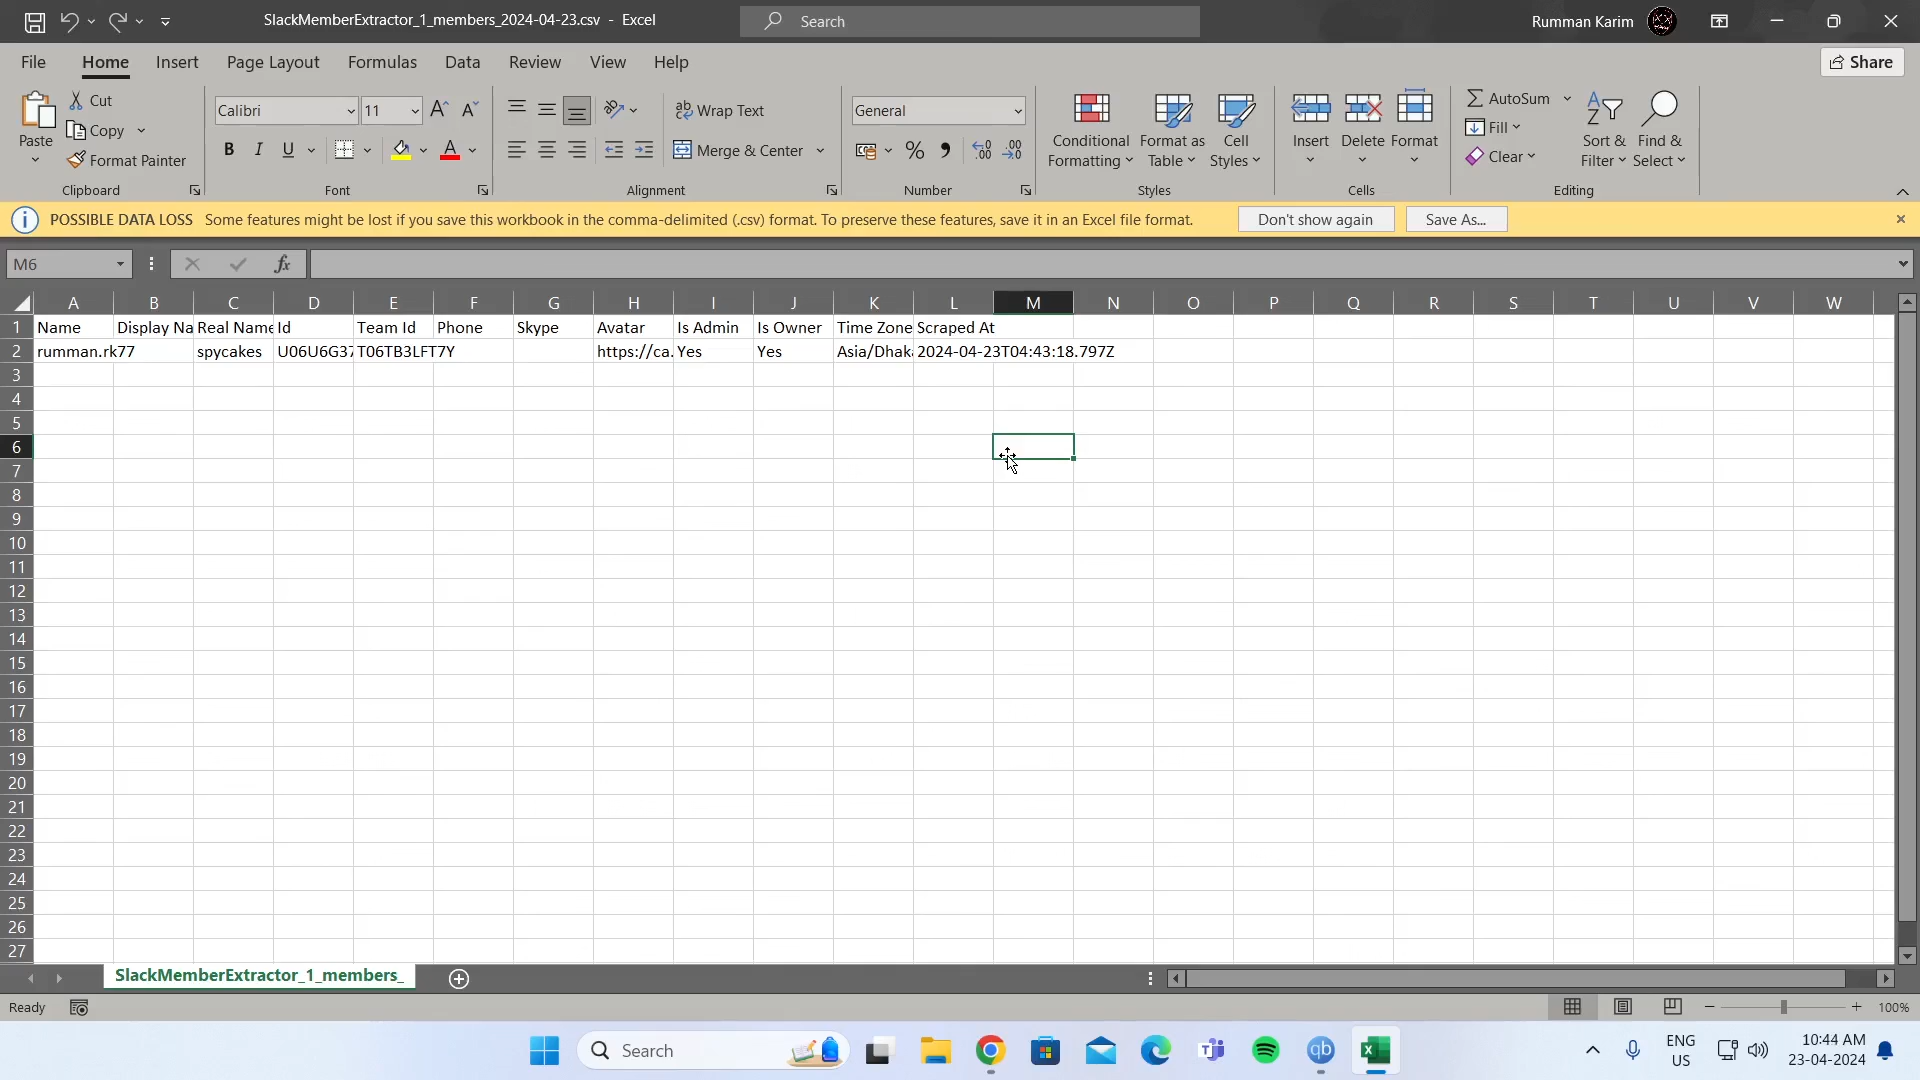 SlackMemberExtractor_1_members_2024-04-23.csv - Excel
Search
Rumman Karim
File Home Insert Page Layout Formulas Data Review View Help
Share
Paste
Cut
Copy
Format Painter
Clipboard
Calibri 11
B I U
Font
Wrap Text
Merge & Center
Alignment
General
Number
Conditional Formatting
Format as Table
Cell Styles
Styles
Insert Delete Format
Cells
AutoSum
Fill
Clear
Sort & Filter
Find & Select
Editing
POSSIBLE DATA LOSS Some features might be lost if you save this workbook in the comma-delimited (.csv) format. To preserve these features, save it in an Excel file format. Don't show again Save As...
M6 fx
A B C D E F G H I J K L M N O P Q R S T U V W
1 Name Display Na Real Name Id Team Id Phone Skype Avatar Is Admin Is Owner Time Zone Scraped At
2 rumman.rk77 spycakes U06U6G37 T06TB3LFT7Y https://ca. Yes Yes Asia/Dhak 2024-04-23T04:43:18.797Z
3
4
5
6
7
8
9
10
11
12
13
14
15
16
17
18
19
20
21
22
23
24
25
26
27
SlackMemberExtractor_1_members_
Ready 100%
Search
ENG
US
10:44 AM
23-04-2024